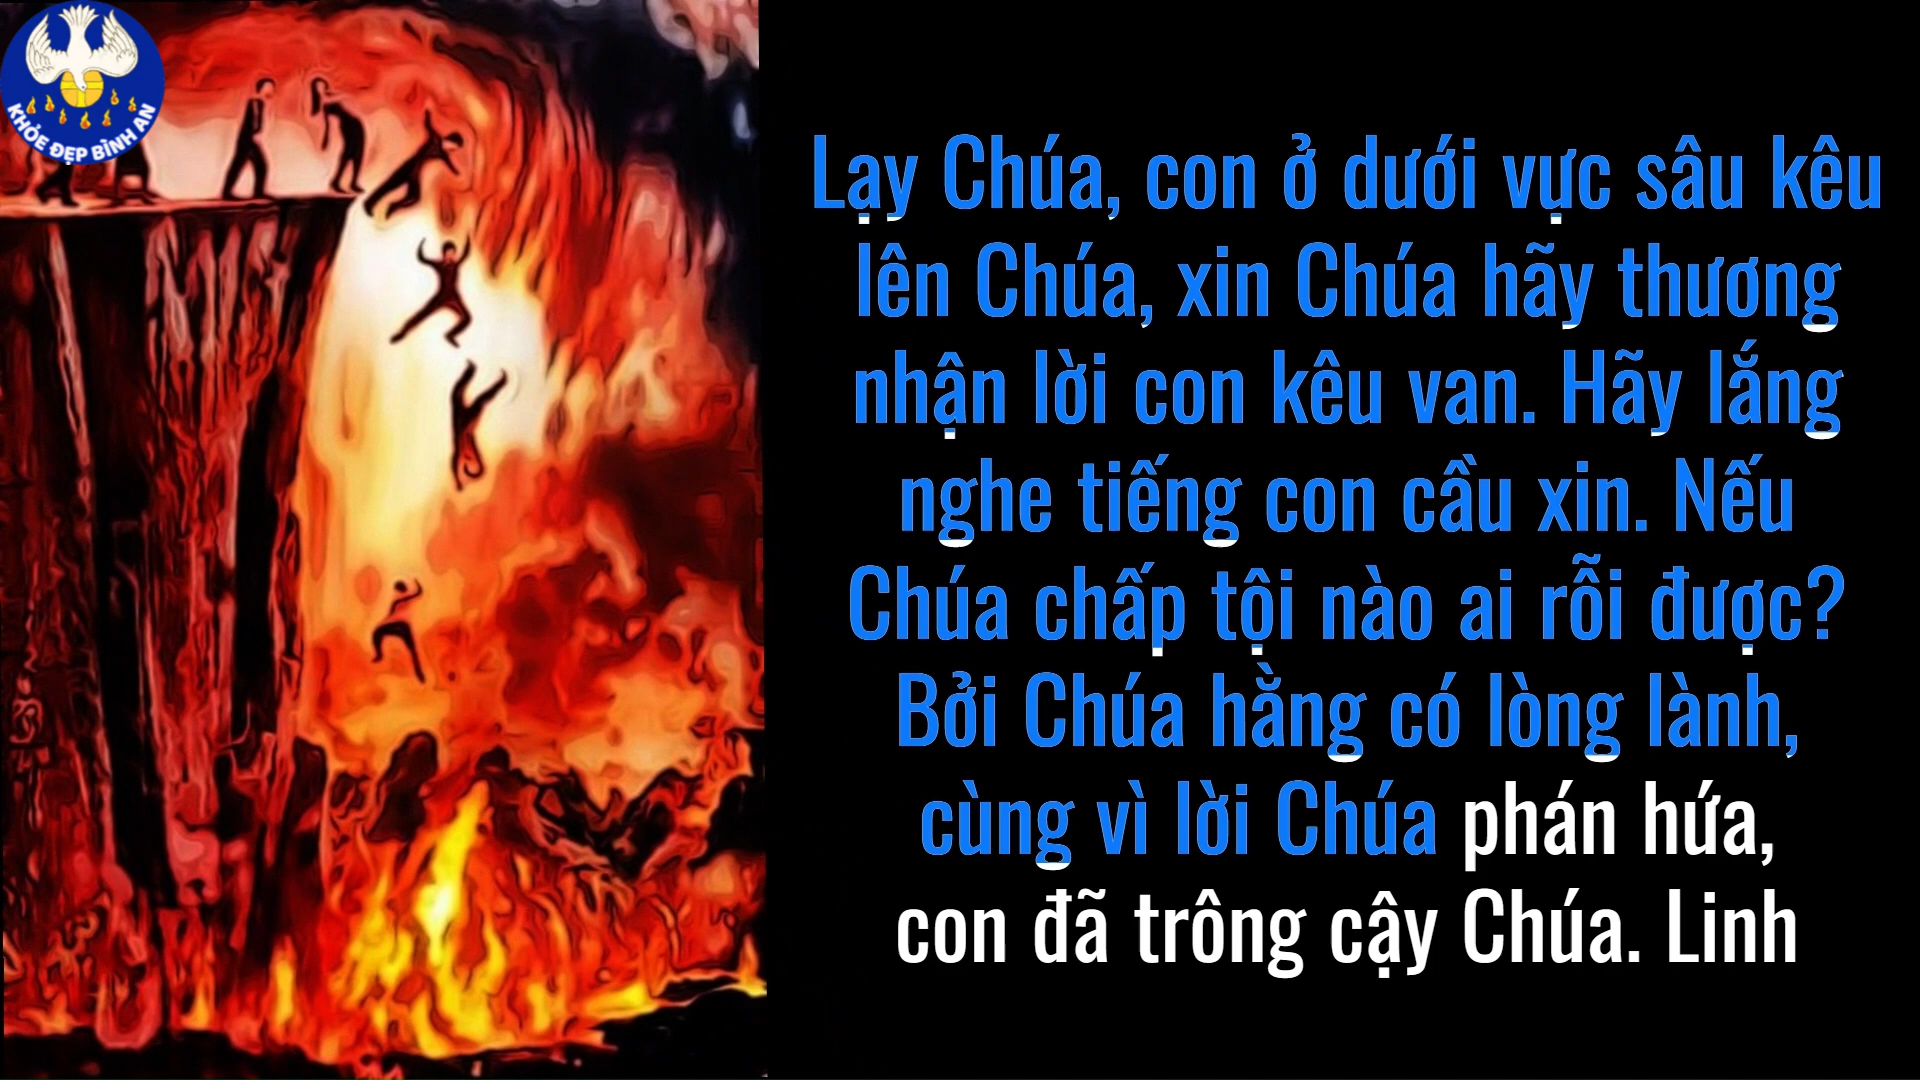 KHỎE ĐẸP BÌNH AN
Lạy Chúa, con ở dưới vực sâu kêu
lên Chúa, xin Chúa hãy thương
nhận lời con kêu van. Hãy lắng
nghe tiếng con cầu xin. Nếu
Chúa chấp tội nào ai rỗi được?
Bởi Chúa hằng có lòng lành,
cùng vì lời Chúa phán hứa,
con đã trông cậy Chúa. Linh